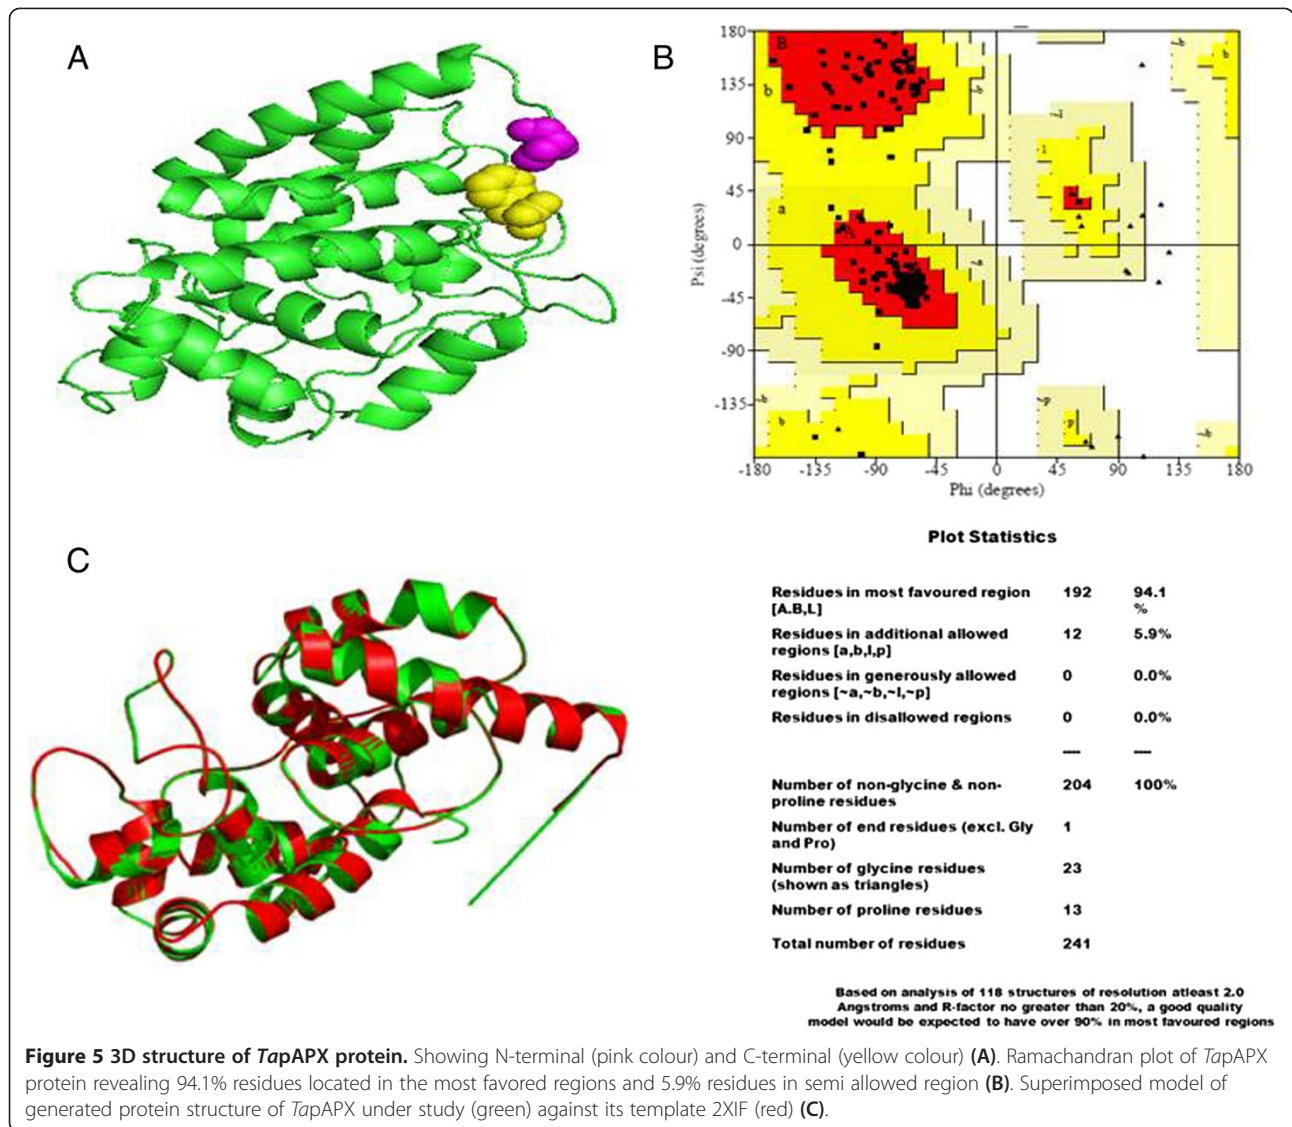 A
B
180
135
90
45
0
-45
-90
-135
Psi (degrees)
B
b
a
A
l
~l
~b
b
~b
~b
~b
b
~p
p
~b
-180 -135 -90 -45 0 45 90 135 180
Phi (degrees)
Plot Statistics
Residues in most favoured region 192 94.1
[A.B,L] %
Residues in additional allowed 12 5.9%
regions [a,b,l,p]
Residues in generously allowed 0 0.0%
regions [~a,~b,~l,~p]
Residues in disallowed regions 0 0.0%
---- ----
Number of non-glycine & non- 204 100%
proline residues
Number of end residues (excl. Gly 1
and Pro)
Number of glycine residues 23
(shown as triangles)
Number of proline residues 13
Total number of residues 241
Based on analysis of 118 structures of resolution atleast 2.0
Angstroms and R-factor no greater than 20%, a good quality
model would be expected to have over 90% in most favoured regions
C
Figure 5 3D structure of TapAPX protein. Showing N-terminal (pink colour) and C-terminal (yellow colour) (A). Ramachandran plot of TapAPX
protein revealing 94.1% residues located in the most favored regions and 5.9% residues in semi allowed region (B). Superimposed model of
generated protein structure of TapAPX under study (green) against its template 2XIF (red) (C).